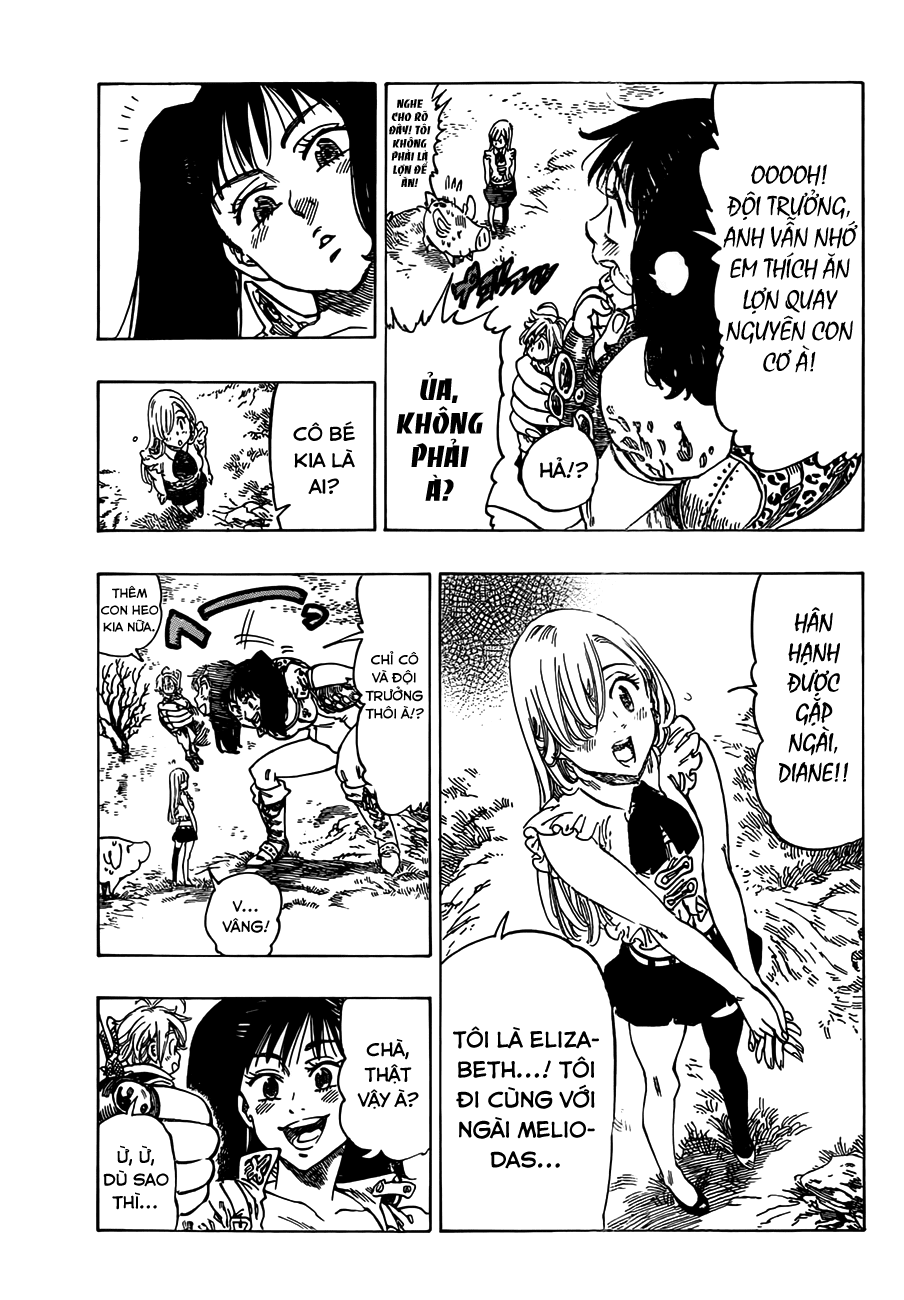 OOOOH!
ĐỘI TRƯỞNG,
ANH VẪN NHỚ
EM THÍCH ĂN
LỢN QUAY
NGUYÊN CON
CƠ À!
NGHE
CHO RÕ
ĐÂY! TÔI
KHÔNG
PHẢI LÀ
LỢN ĐỂ
ĂN!
HẢ!?
ỦA,
KHÔNG
PHẢI
À?
CÔ BÉ
KIA LÀ
AI?
HÂN
HẠNH
ĐƯỢC
GẶP
NGÀI,
DIANE!!
TÔI LÀ ELIZA-
BETH...! TÔI
ĐI CÙNG VỚI
NGÀI MELIO-
DAS...
CHỈ CÔ
VÀ ĐỘI
TRƯỞNG
THÔI À!?
THÊM
CON HEO
KIA NỮA.
V...
VÂNG!
CHÀ,
THẬT
VẬY À?
Ừ, Ừ,
DÙ SAO
THÌ...